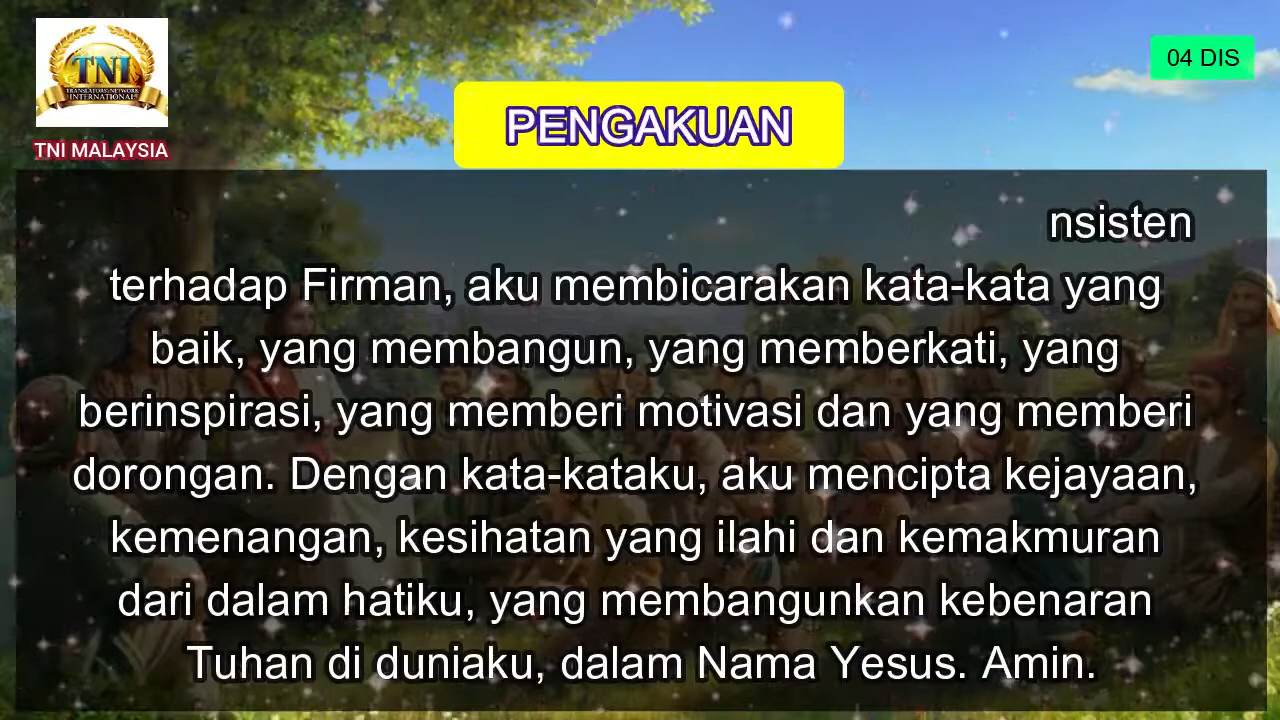 TNI
TRANSLATORS NETWORK
INTERNATIONAL
TNI MALAYSIA
04 DIS
PENGAKUAN
nsisten
terhadap Firman, aku membicarakan kata-kata yang
baik, yang membangun, yang memberkati, yang
berinspirasi, yang memberi motivasi dan yang memberi
dorongan. Dengan kata-kataku, aku mencipta kejayaan,
kemenangan, kesihatan yang ilahi dan kemakmuran
dari dalam hatiku, yang membangunkan kebenaran
Tuhan di duniaku, dalam Nama Yesus. Amin.